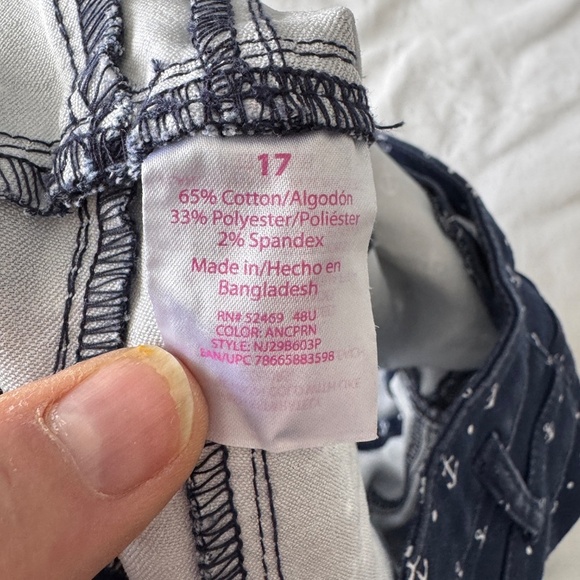 17
65% Cotton/Algodón
33% Polyester/Poliéster
2% Spandex
Made in/Hecho en
Bangladesh
RN# 52469 48U
COLOR: ANCPRN
STYLE: NJ29B603P
EAN/UPC 78665883598